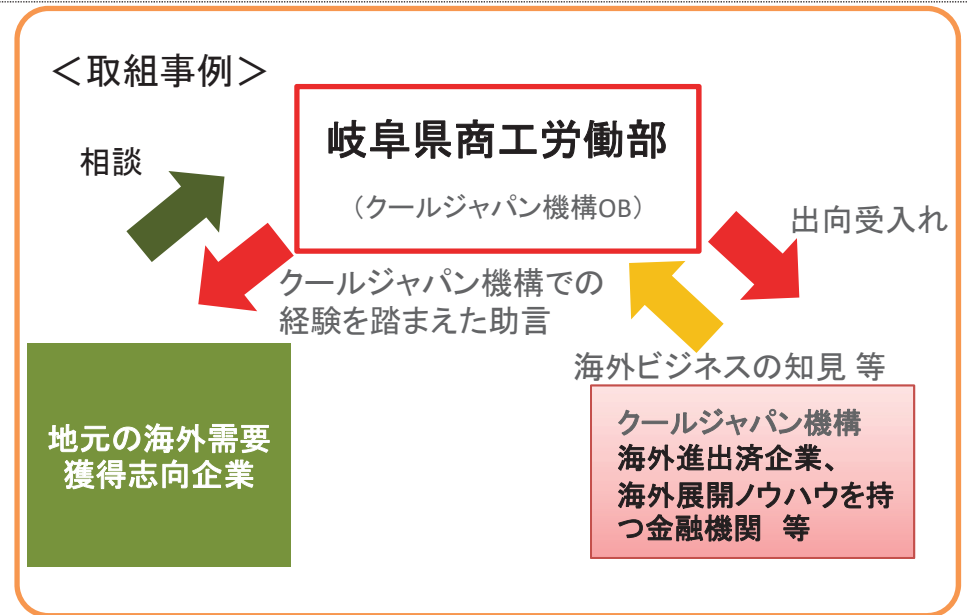 ＜取組事例＞
岐阜県商工労働部
（クールジャパン機構OB）
相談
出向受入れ
クールジャパン機構での
経験を踏まえた助言
海外ビジネスの知見 等
地元の海外需要
獲得志向企業
クールジャパン機構
海外進出済企業、
海外展開ノウハウを持
つ金融機関　等